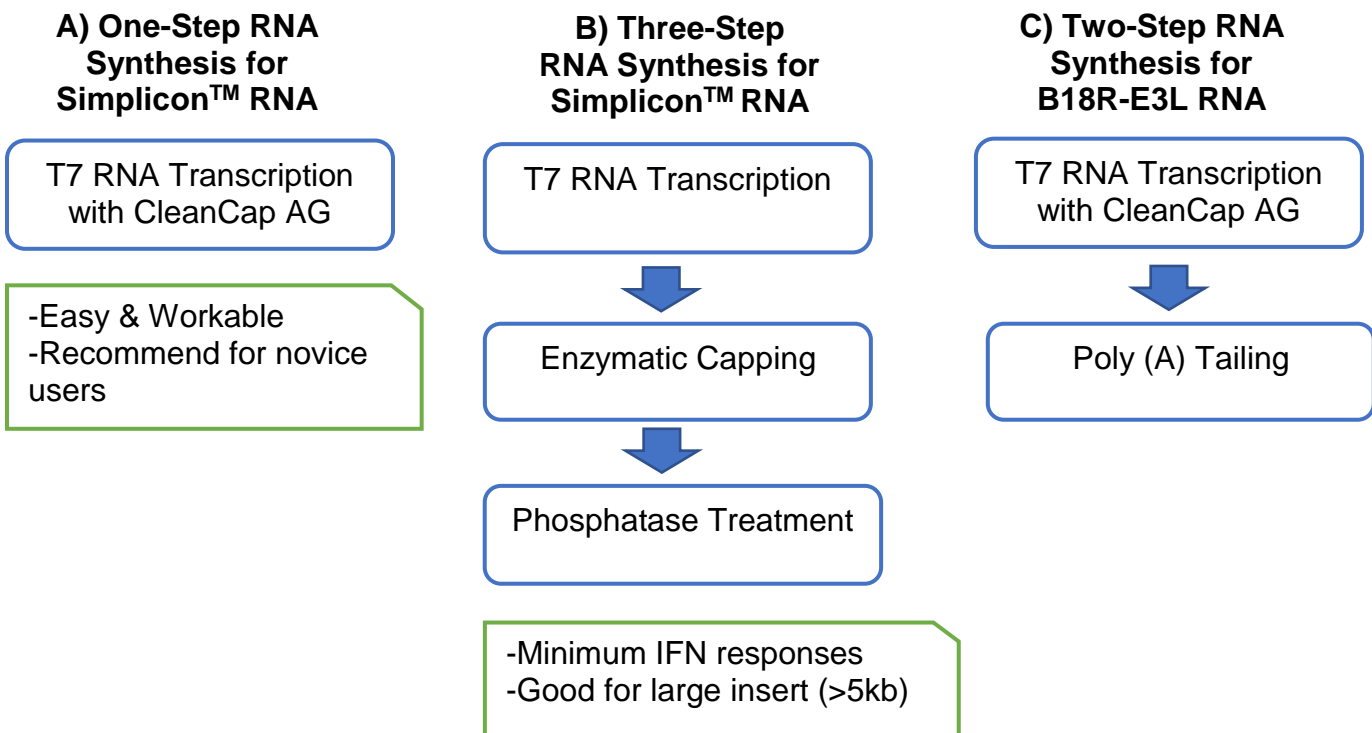 A) One-Step RNA
Synthesis for
Simplicon™ RNA
T7 RNA Transcription
with CleanCap AG
-Easy & Workable
-Recommend for novice
users
B) Three-Step
RNA Synthesis for
Simplicon™ RNA
T7 RNA Transcription
Enzymatic Capping
Phosphatase Treatment
-Minimum IFN responses
-Good for large insert (>5kb)
C) Two-Step RNA
Synthesis for
B18R-E3L RNA
T7 RNA Transcription
with CleanCap AG
Poly (A) Tailing